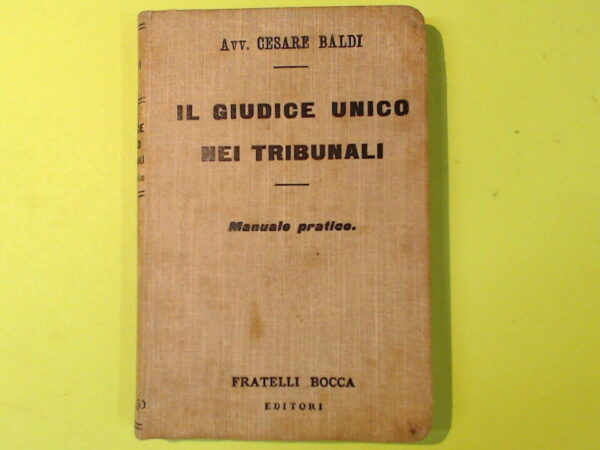 Avv. CESARE BALDI
IL GIUDICE UNICO
NEI TRIBUNALI
Manuale pratico.
FRATELLI BOCCA
EDITORI